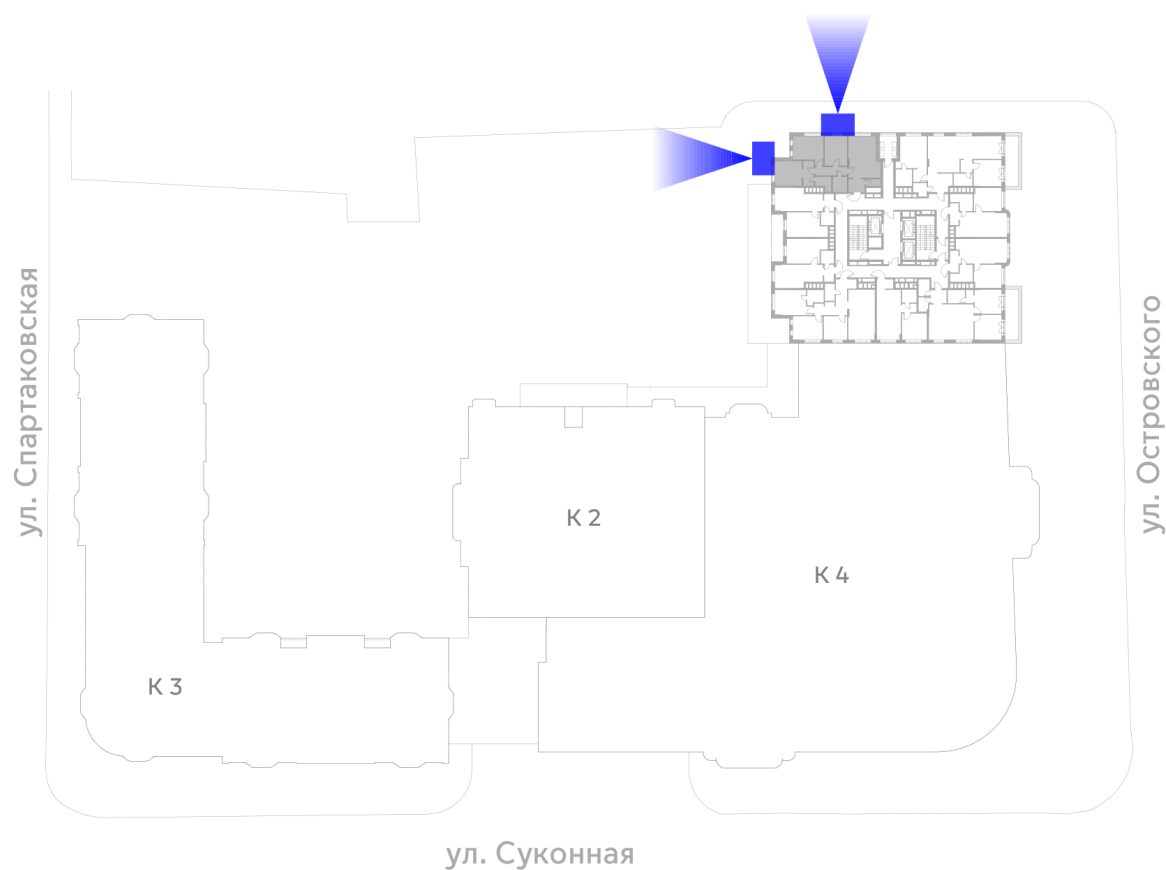 ул. Спартаковская
ул. Островского
К 2
К 4
К 3
ул. Суконная